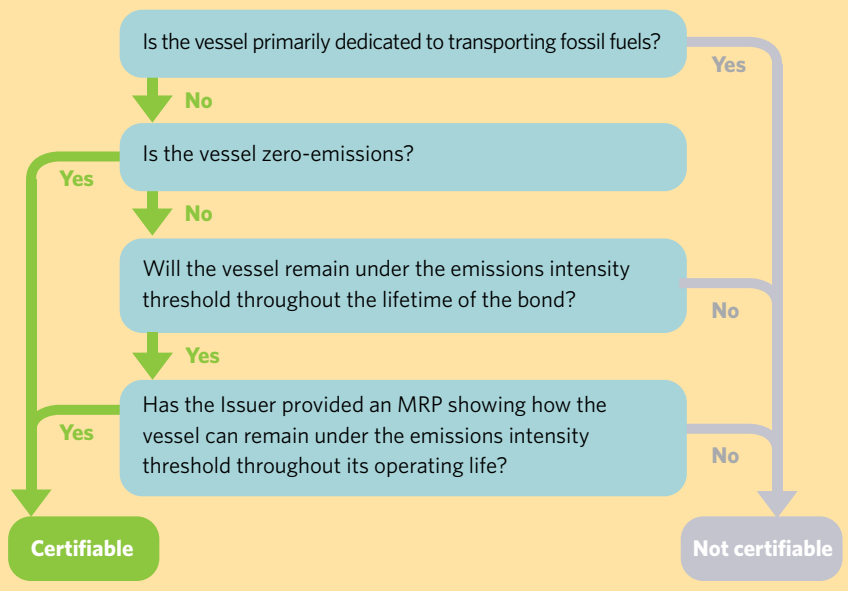 Is the vessel primarily dedicated to transporting fossil fuels?
Yes
No
Is the vessel zero-emissions?
Yes
No
Will the vessel remain under the emissions intensity
threshold throughout the lifetime of the bond?
No
Yes
Has the Issuer provided an MRP showing how the
vessel can remain under the emissions intensity
threshold throughout its operating life?
Yes
No
Certifiable
Not certifiable